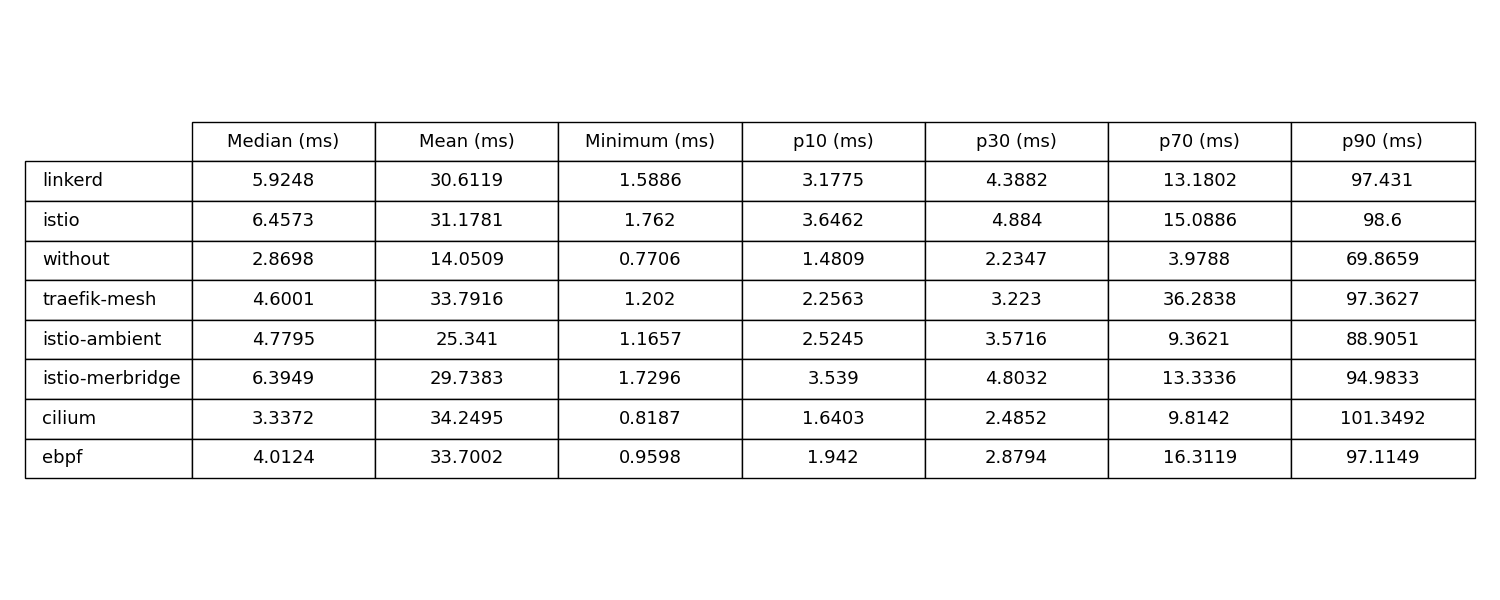 Median (ms) Mean (ms) Minimum (ms) p10 (ms) p30 (ms) p70 (ms) p90 (ms)
linkerd 5.9248 30.6119 1.5886 3.1775 4.3882 13.1802 97.431
istio 6.4573 31.1781 1.762 3.6462 4.884 15.0886 98.6
without 2.8698 14.0509 0.7706 1.4809 2.2347 3.9788 69.8659
traefik-mesh 4.6001 33.7916 1.202 2.2563 3.223 36.2838 97.3627
istio-ambient 4.7795 25.341 1.1657 2.5245 3.5716 9.3621 88.9051
istio-merbridge 6.3949 29.7383 1.7296 3.539 4.8032 13.3336 94.9833
cilium 3.3372 34.2495 0.8187 1.6403 2.4852 9.8142 101.3492
ebpf 4.0124 33.7002 0.9598 1.942 2.8794 16.3119 97.1149